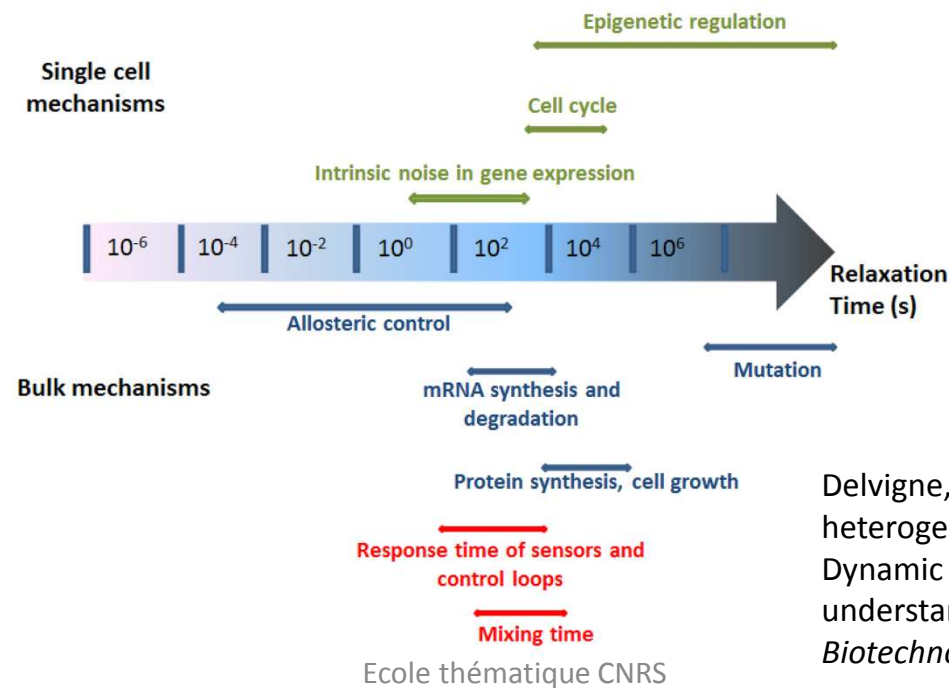 Epigenetic regulation
Single cell
mechanisms
Cell cycle
Intrinsic noise in gene expression
10⁻⁶ 10⁻⁴ 10⁻² 10⁰ 10² 10⁴ 10⁶
Relaxation
Time (s)
Allosteric control
Mutation
Bulk mechanisms
mRNA synthesis and
degradation
Protein synthesis, cell growth
Response time of sensors and
control loops
Mixing time
Delvigne,
heteroge
Dynamic
understa
Biotechno
Ecole thématique CNRS